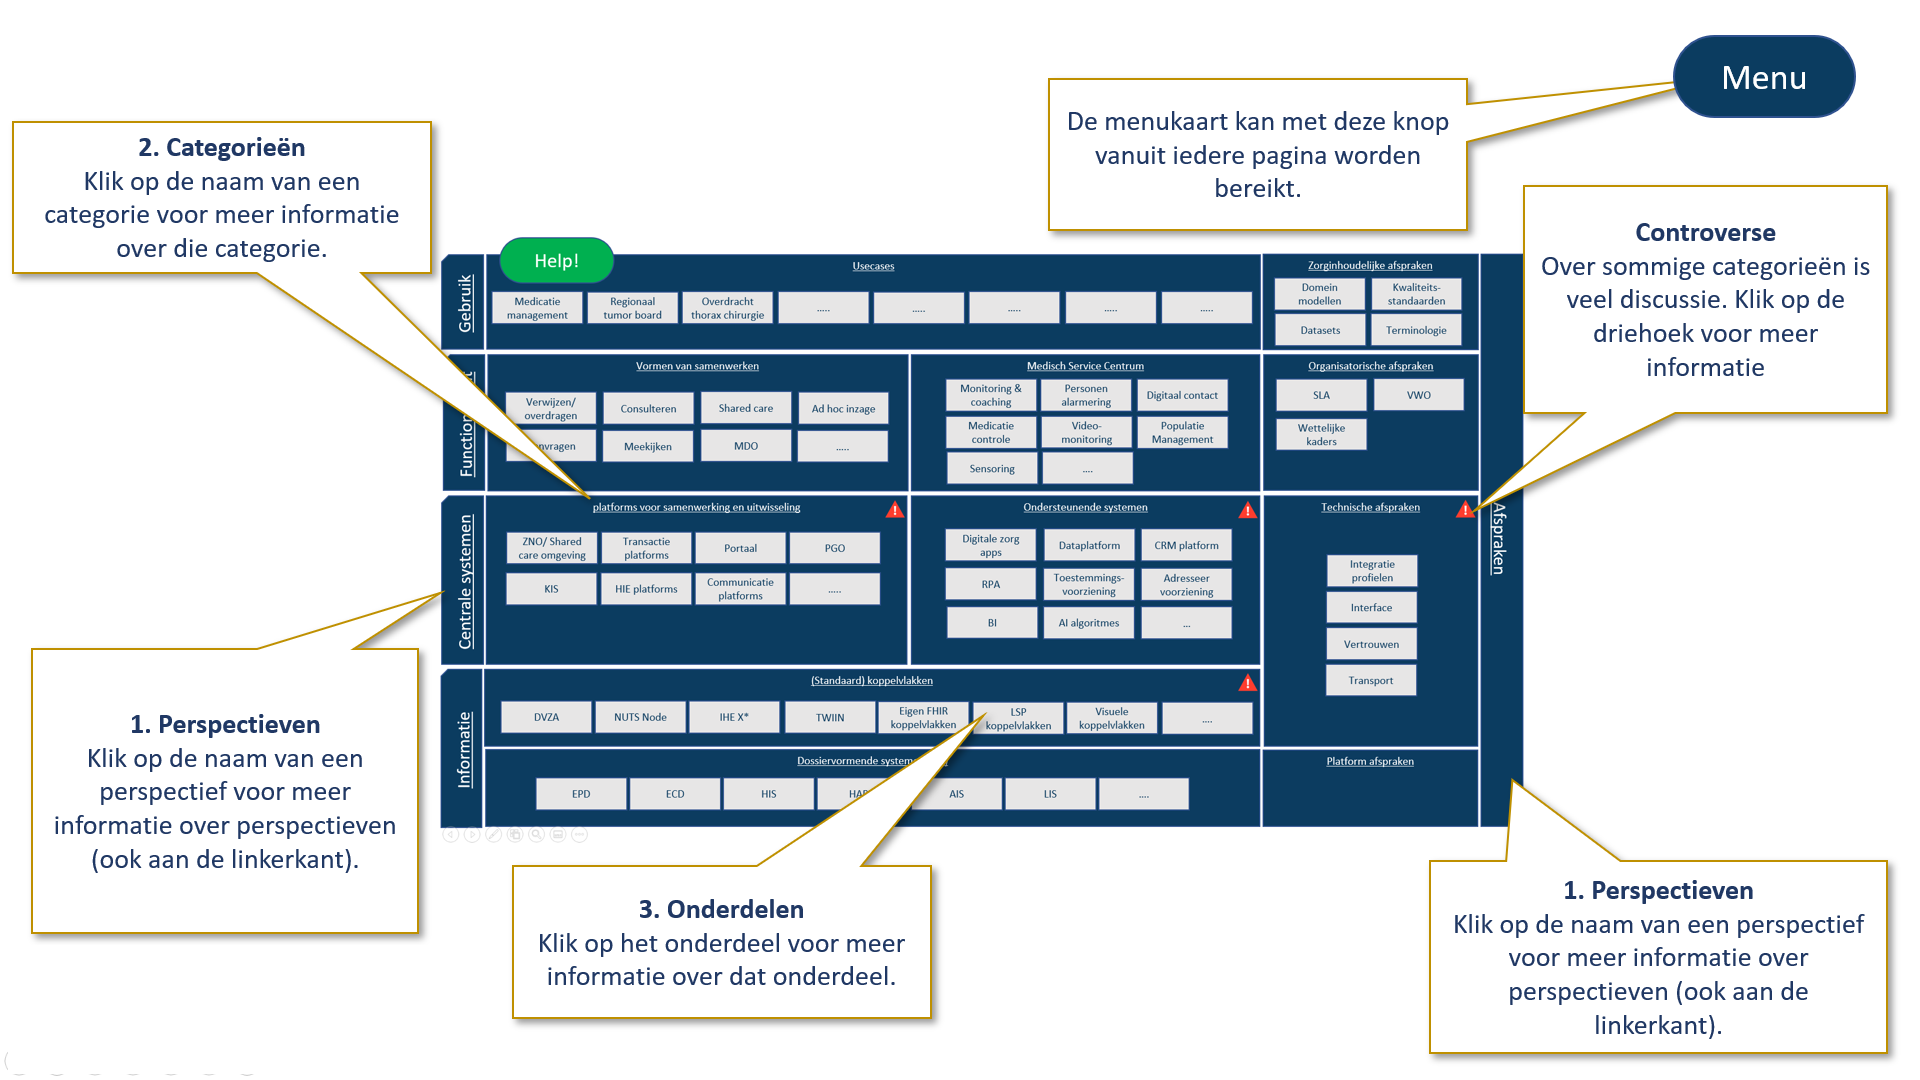 Menu
De menukaart kan met deze knop
vanuit iedere pagina worden
bereikt.
2. Categorieën
Klik op de naam van een
categorie voor meer informatie
over die categorie.
Controverse
Over sommige categorieën is
veel discussie. Klik op de
driehoek voor meer
informatie
Help!
Gebruik
Usecases
Medicatie
management
Regionaal
tumor board
Overdracht
thorax chirurgie
.....
.....
.....
.....
.....
Zorginhoudelijke afspraken
Domein
modellen
Kwaliteits-
standaarden
Datasets
Terminologie
Vormen van samenwerken
Verwijzen/
overdragen
Consulteren
Shared care
Ad hoc inzage
Meekijken
MDO
.....
Medisch Service Centrum
Monitoring &
coaching
Personen
alarmering
Digitaal contact
Medicatie
controle
Video-
monitoring
Populatie
Management
Sensoring
....
Organisatorische afspraken
SLA
VWO
Wettelijke
kaders
Centrale systemen
platforms voor samenwerking en uitwisseling
!
ZNO/ Shared
care omgeving
Transactie
platforms
Portaal
PGO
KIS
HIE platforms
Communicatie
platforms
.....
Ondersteunende systemen
!
Digitale zorg
apps
Dataplatform
CRM platform
RPA
Toestemmings-
voorziening
Adresseer
voorziening
BI
AI algoritmes
...
Technische afspraken
!
Integratie
profielen
Interface
Vertrouwen
Transport
Afspraken
Informatie
(Standaard) koppelvlakken
!
DVZA
NUTS Node
IHE X*
TWIIN
Eigen FHIR
koppelvlakken
LSP
koppelvlakken
Visuele
koppelvlakken
....
Dossiervormende
EPD
ECD
HIS
AIS
LIS
....
Platform afspraken
1. Perspectieven
Klik op de naam van een
perspectief voor meer
informatie over perspectieven
(ook aan de linkerkant).
3. Onderdelen
Klik op het onderdeel voor meer
informatie over dat onderdeel.
1. Perspectieven
Klik op de naam van een perspectief
voor meer informatie over
perspectieven (ook aan de
linkerkant).